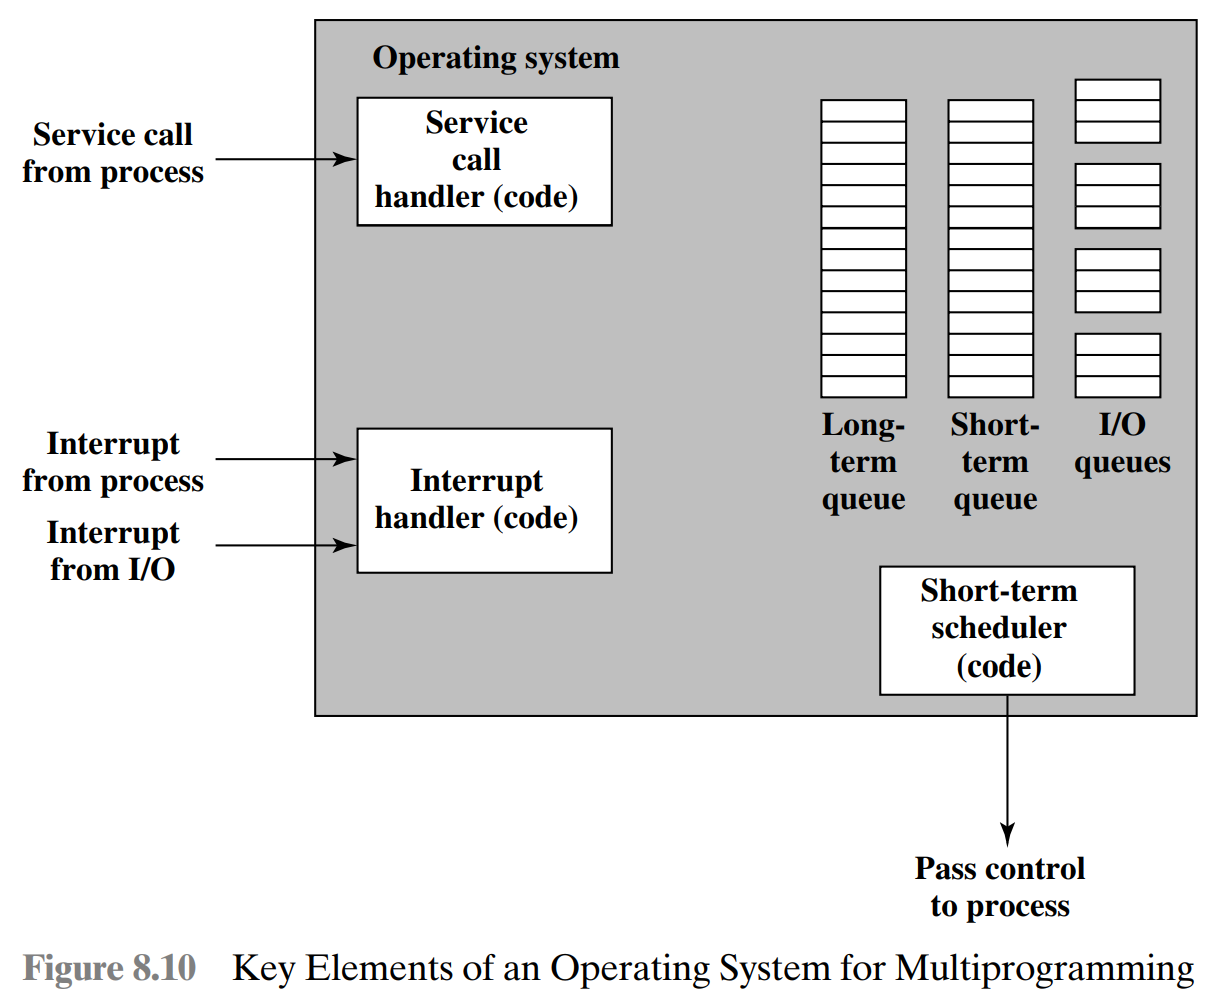 Operating system
Service call
from process
Service
call
handler (code)
Interrupt
from process
Interrupt
from I/O
Interrupt
handler (code)
Long-
term
queue
Short-
term
queue
I/O
queues
Short-term
scheduler
(code)
Pass control
to process
Figure 8.10 Key Elements of an Operating System for Multiprogramming